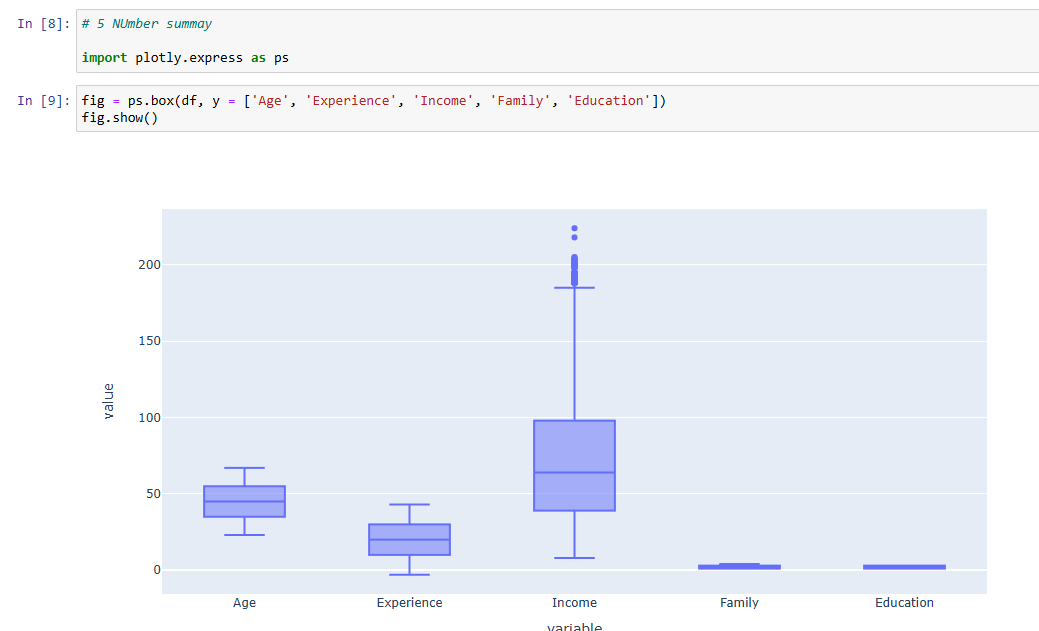 In [8]: # 5 NUmber summay
import plotly.express as ps
In [9]: fig = ps.box(df, y = ['Age', 'Experience', 'Income', 'Family', 'Education'])
fig.show()
200
150
100
50
0
value
Age Experience Income Family Education
variable